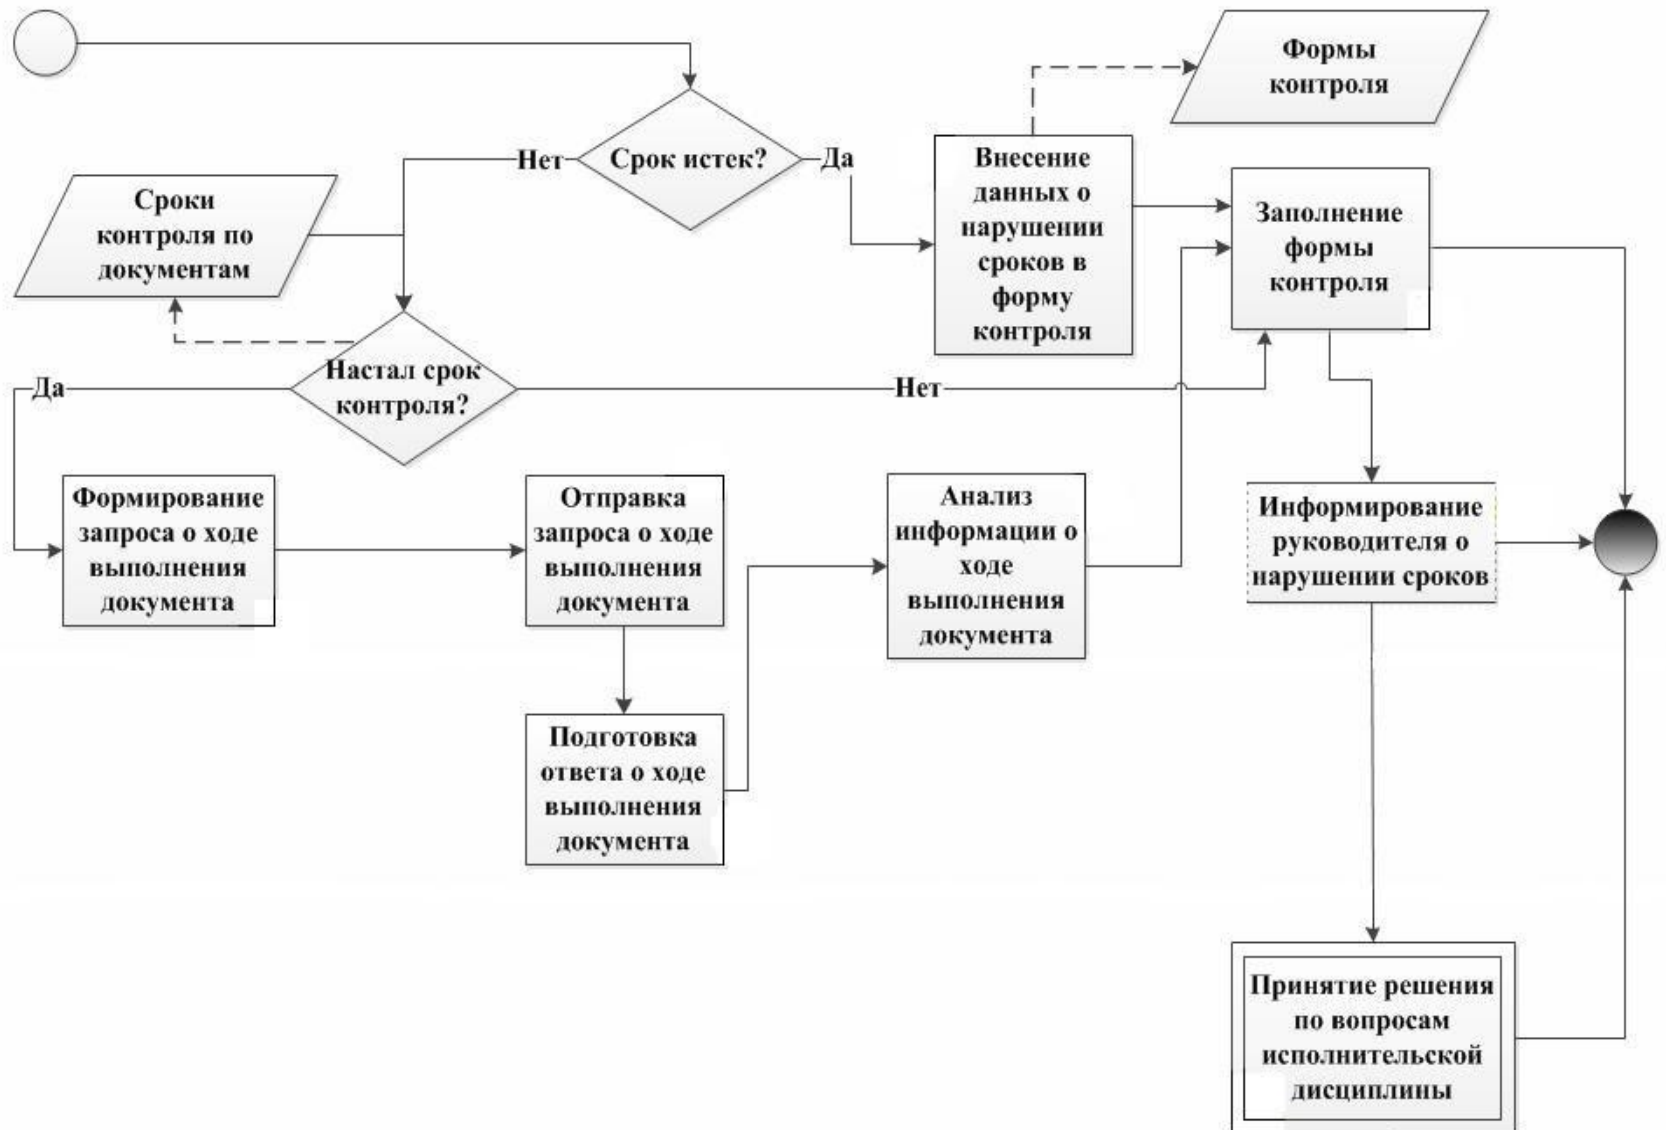 Формы
контроля
Срок истек?
Нет
Да
Внесение
данных о
нарушении
сроков в
форму
контроля
Заполнение
формы
контроля
Сроки
контроля по
документам
Настал срок
контроля?
Да
Нет
Формирование
запроса о ходе
выполнения
документа
Отправка
запроса о ходе
выполнения
документа
Анализ
информации о
ходе
выполнения
документа
Информирование
руководителя о
нарушении сроков
Подготовка
ответа о ходе
выполнения
документа
Принятие решения
по вопросам
исполнительской
дисциплины